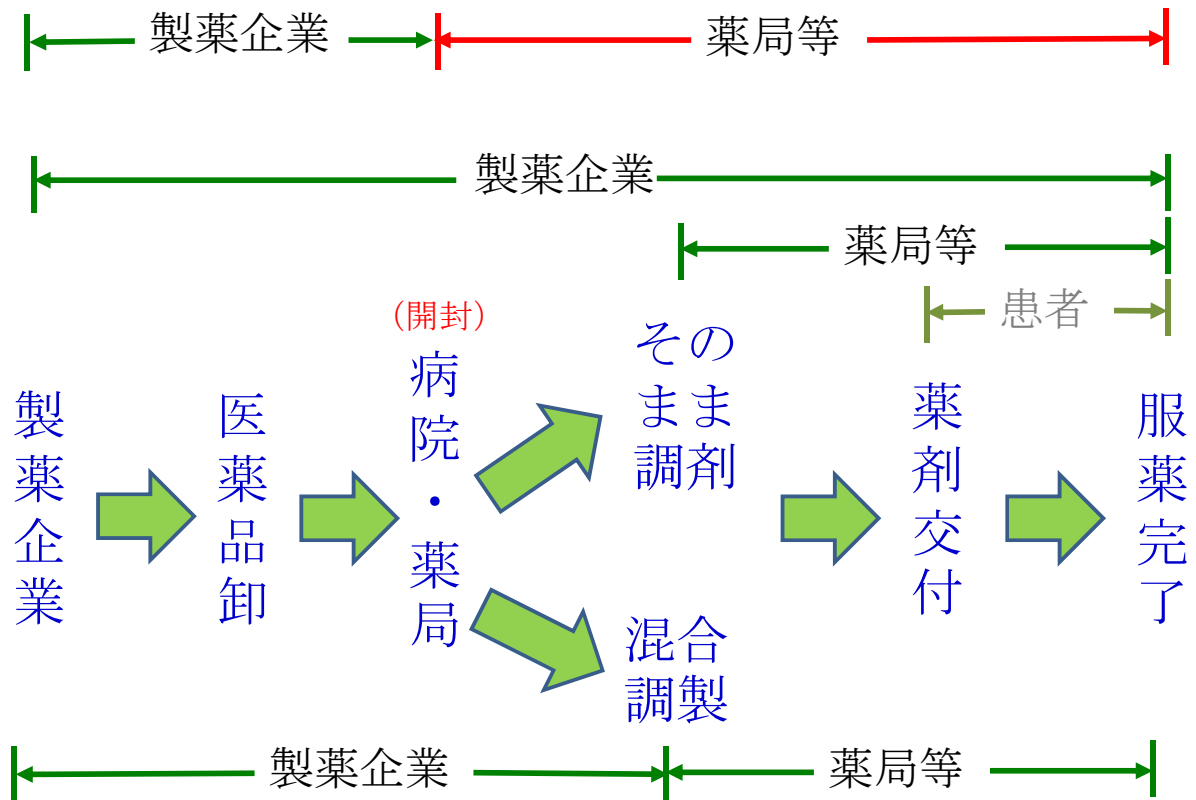 製薬企業
薬局等
製薬企業
薬局等
患者
(開封)
製薬企業
医薬品卸
病院・薬局
そのまま調剤
混合調製
薬剤交付
服薬完了
製薬企業
薬局等